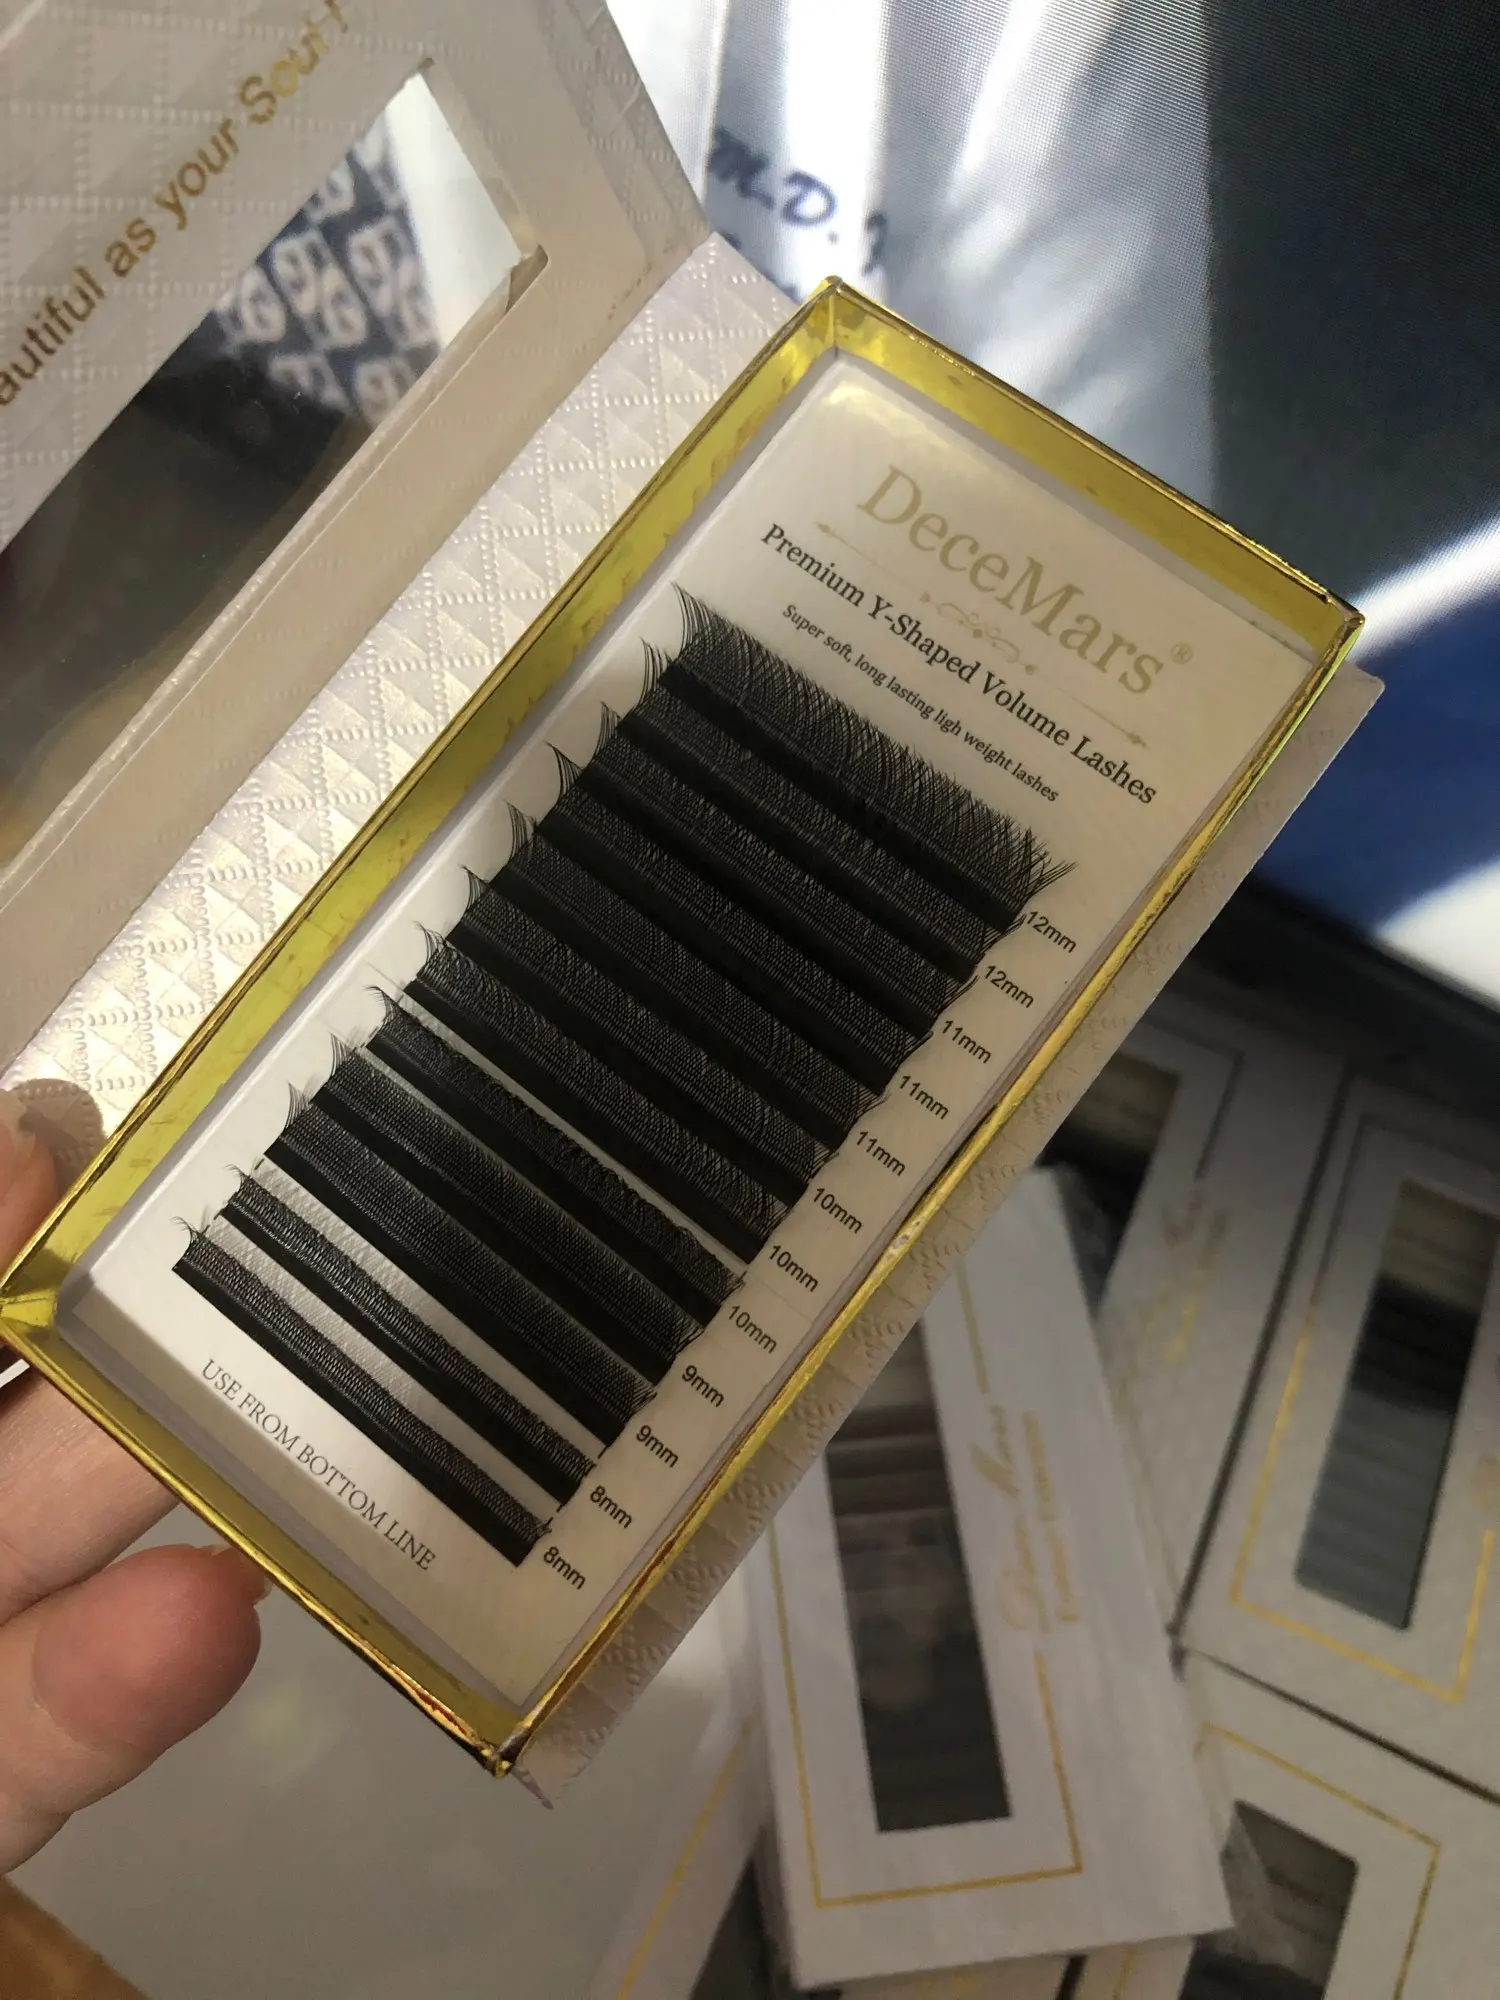 autiful as your Soul!
M.D.
DeceMars®
Premium Y-Shaped Volume Lashes
Super soft, long lasting ligh weight lashes
12mm
12mm
11mm
11mm
11mm
10mm
10mm
10mm
9mm
9mm
8mm
8mm
USE FROM BOTTOM LINE